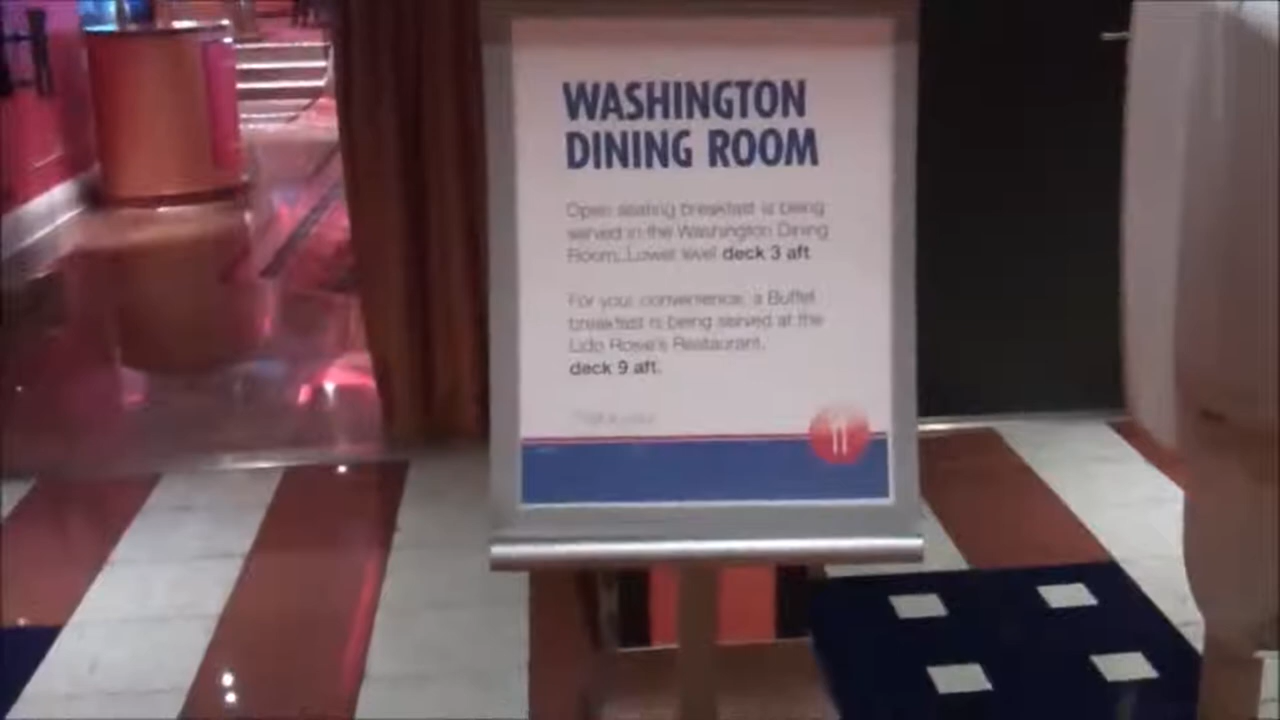 WASHINGTON
DINING ROOM
Open seating breakfast is being
served in the Washington Dining
Room. Lower level deck 3 aft
For your convenience, a Buffet
breakfast is being served at the
Lido Rosie's Restaurant,
deck 9 aft.